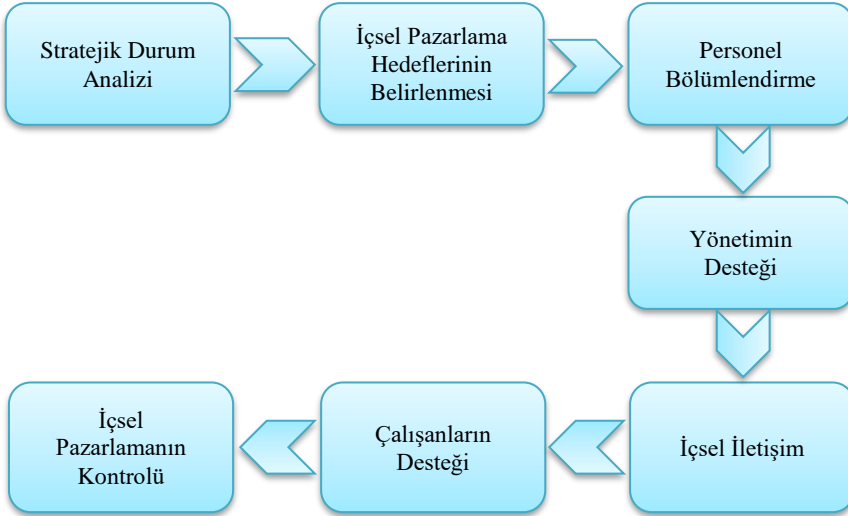 Stratejik Durum
Analizi
İçsel Pazarlama
Hedeflerinin
Belirlenmesi
Personel
Bölümlendirme
Yönetimin
Desteği
İçsel İletişim
Çalışanların
Desteği
İçsel
Pazarlamanın
Kontrolü